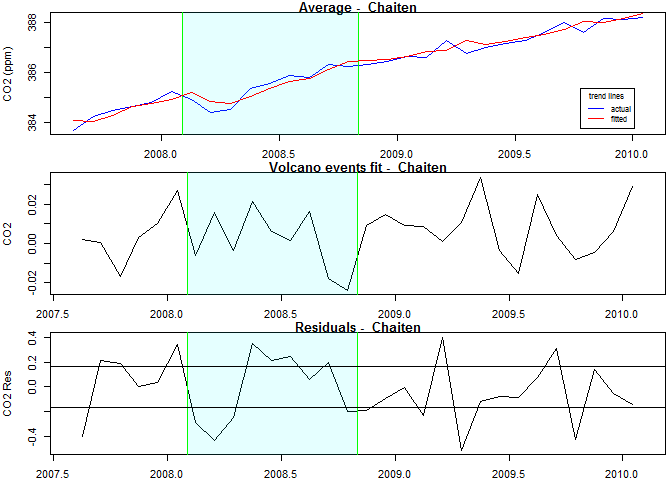 Average - Chaiten
CO2 (ppm)
388
386
384
trend lines
actual
fitted
2008.0 2008.5 2009.0 2009.5 2010.0
Volcano events fit - Chaiten
CO2
0.02
0.00
-0.02
2007.5 2008.0 2008.5 2009.0 2009.5 2010.0
Residuals - Chaiten
CO2 Res
0.4
0.2
0.0
-0.4
2007.5 2008.0 2008.5 2009.0 2009.5 2010.0